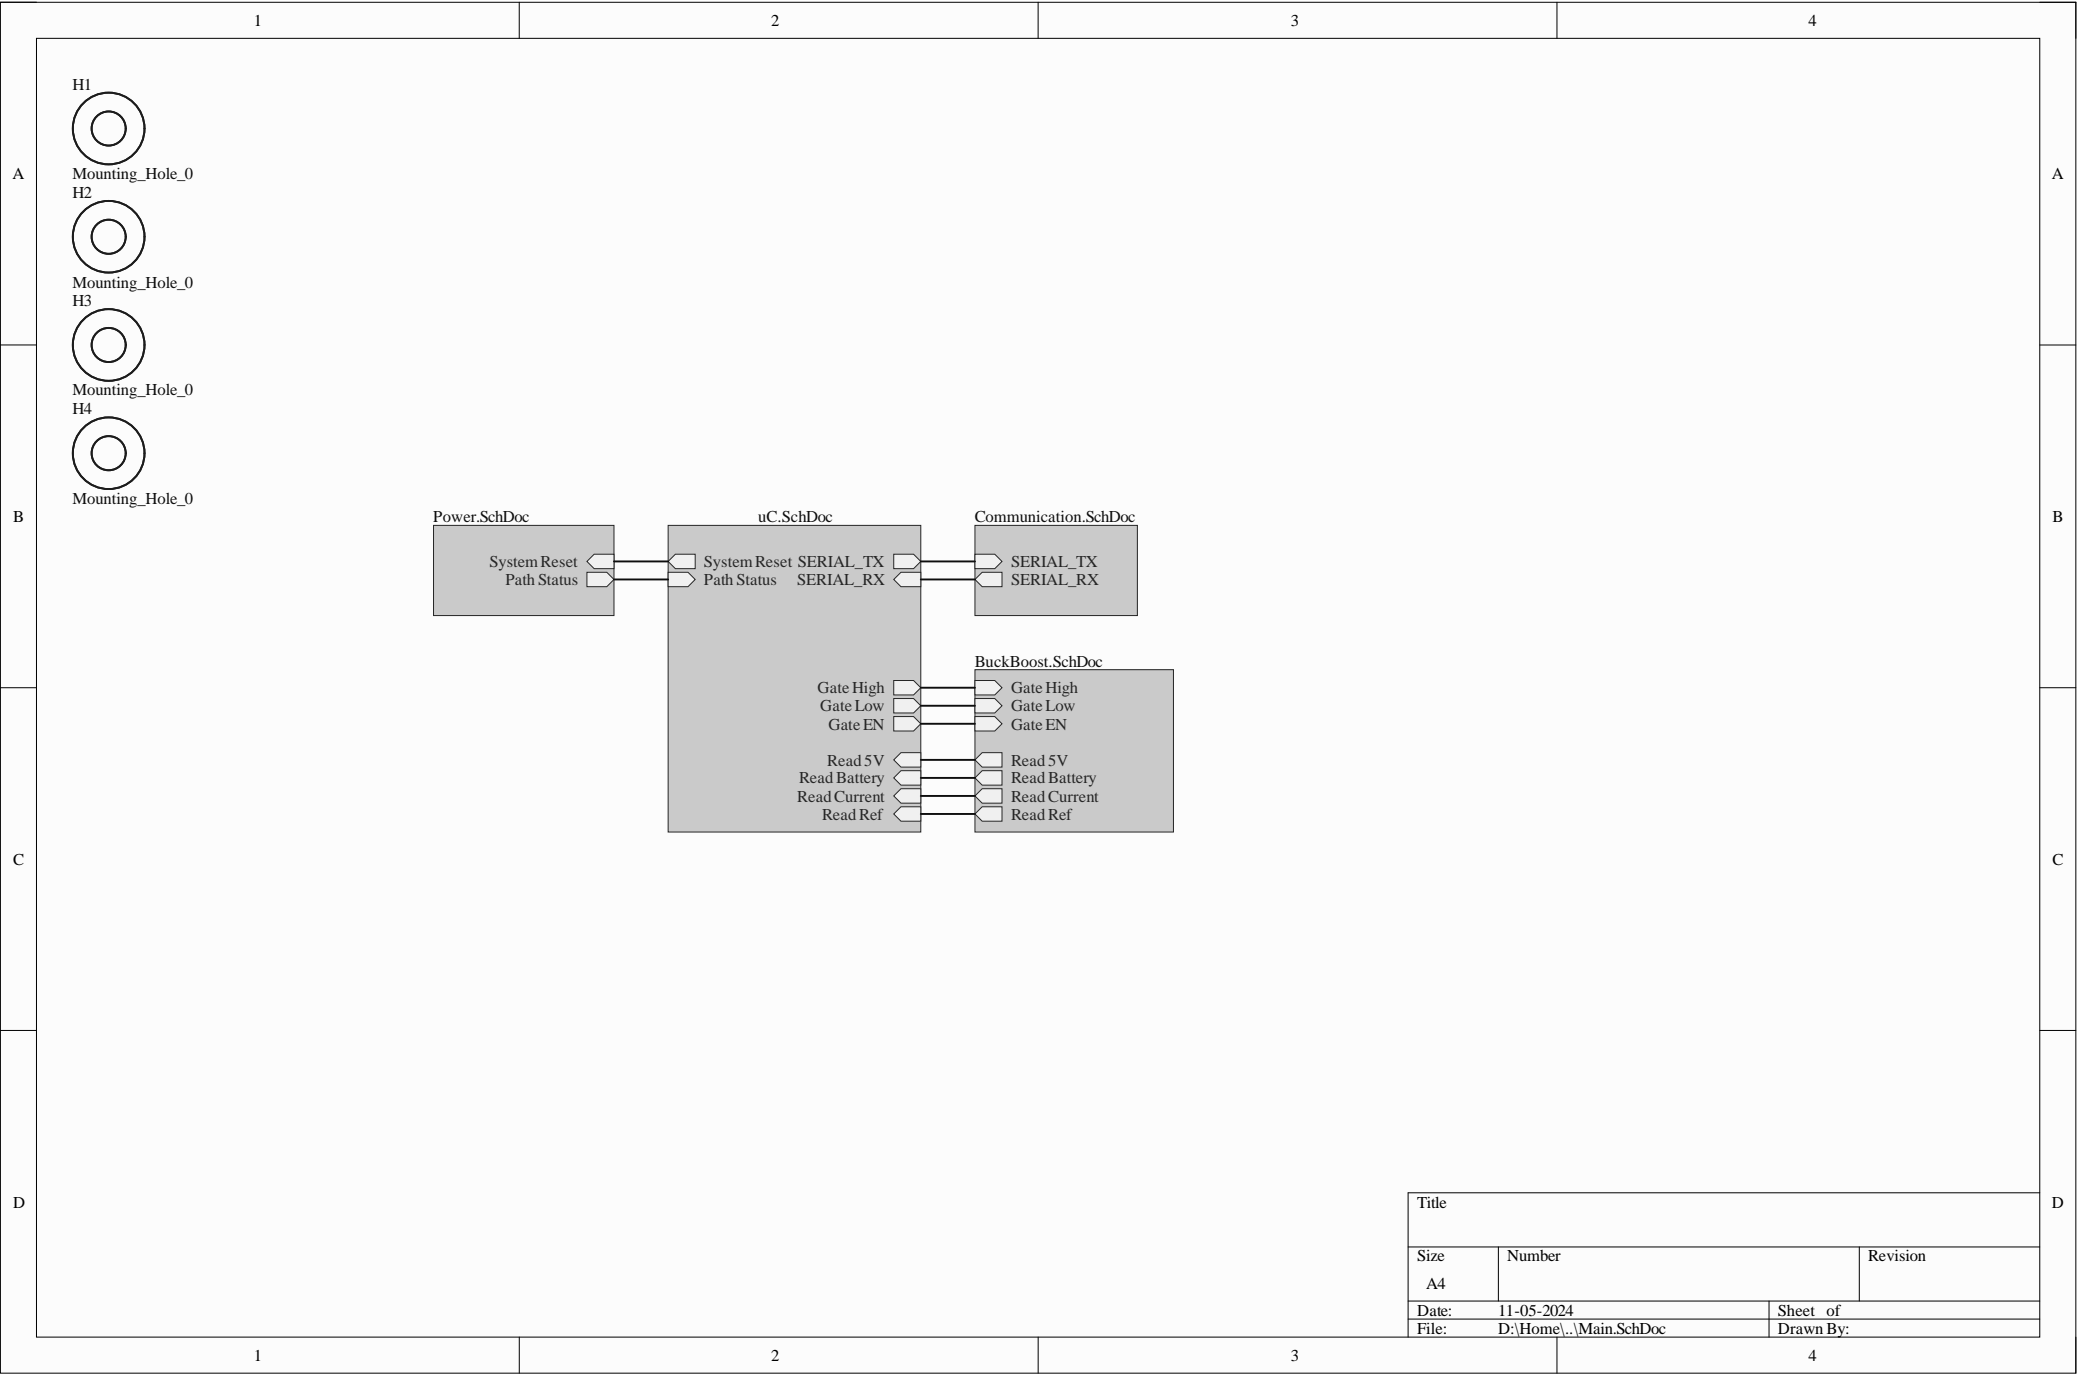 1 2 3 4
H1
Mounting_Hole_0
A A
H2
Mounting_Hole_0
H3
Mounting_Hole_0
H4
Mounting_Hole_0
B B
Power.SchDoc uC.SchDoc Communication.SchDoc
System Reset System Reset SERIAL_TX SERIAL_TX
Path Status Path Status SERIAL_RX SERIAL_RX
BuckBoost.SchDoc
Gate High Gate High
Gate Low Gate Low
Gate EN Gate EN
Read 5V Read 5V
Read Battery Read Battery
Read Current Read Current
Read Ref Read Ref
C C
D D
Title
Size Number Revision
A4
Date: 11-05-2024 Sheet of
File: D:\Home\..\Main.SchDoc Drawn By:
1 2 3 4